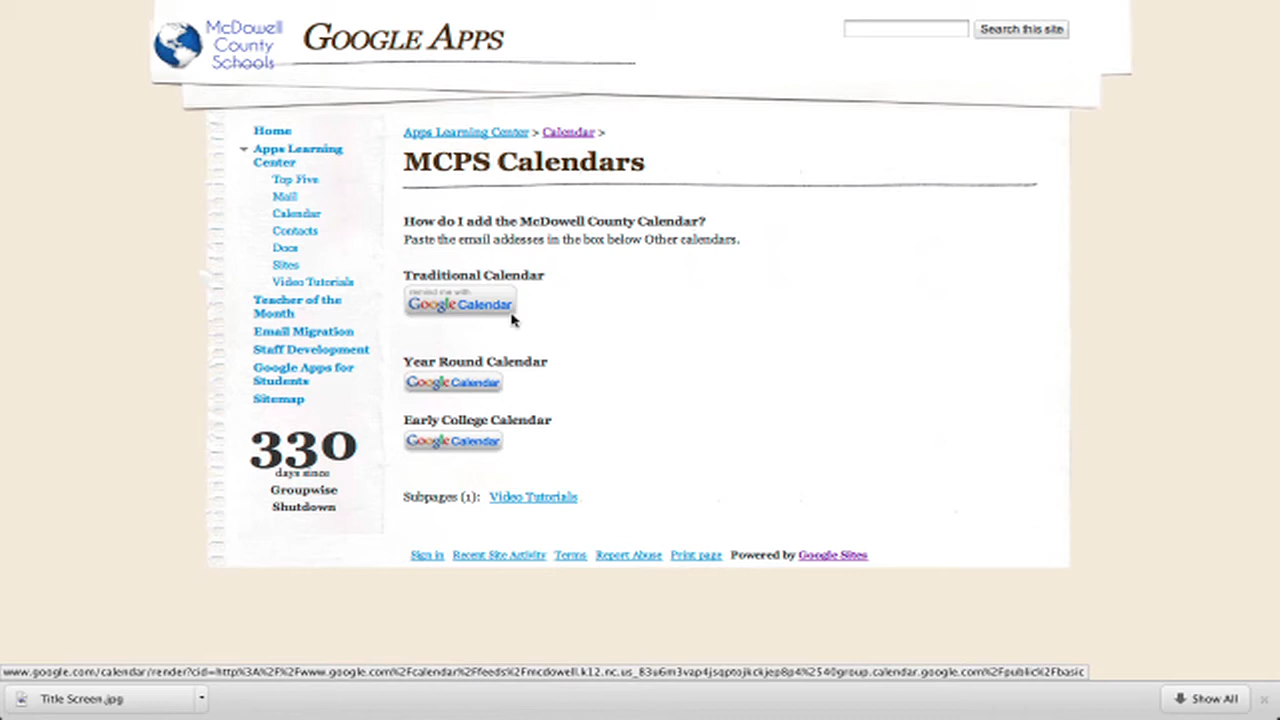 McDowell
County
Schools
Google Apps
Search this site
Home
Apps Learning
Center
Top Five
Mail
Calendar
Contacts
Docs
Sites
Video Tutorials
Teacher of the
Month
Email Migration
Staff Development
Google Apps for
Students
Sitemap
330
days since
Groupwise
Shutdown
Apps Learning Center > Calendar >
MCPS Calendars
How do I add the McDowell County Calendar?
Paste the email addesses in the box below Other calendars.
Traditional Calendar
remind me with
Google Calendar
Year Round Calendar
Google Calendar
Early College Calendar
Google Calendar
Subpages (1): Video Tutorials
Sign in Recent Site Activity Terms Report Abuse Print page Powered by Google Sites
www.google.com/calendar/render?cid=http%3A%2F%2Fwww.google.com%2Fcalendar%2Ffeeds%2Fmcdowell.k12.nc.us_83u6m3vap4jsqptojkckjep8p4%2540group.calendar.google.com%2Fpublic%2Fbasic
Title Screen.jpg
Show All